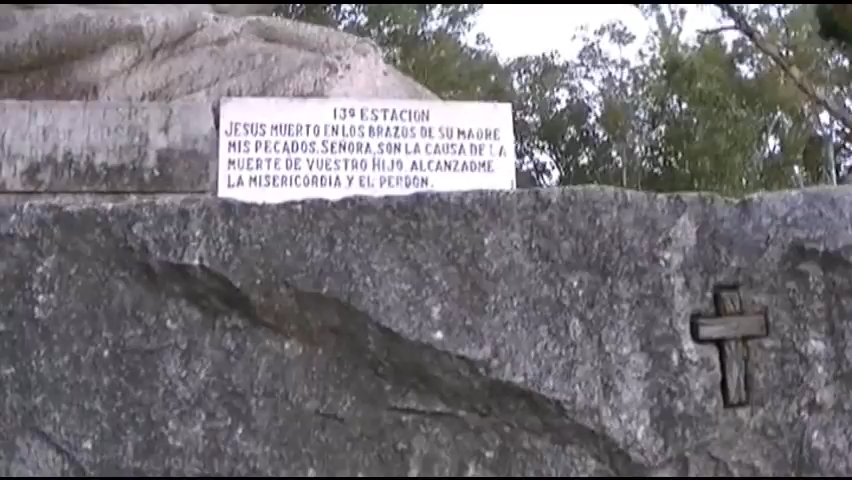 13º ESTACION
JESUS MUERTO EN LOS BRAZOS DE SU MADRE
MIS PECADOS. SEÑORA, SON LA CAUSA DE LA
MUERTE DE VUESTRO HIJO. ALCANZADME
LA MISERICORDIA Y EL PERDON.